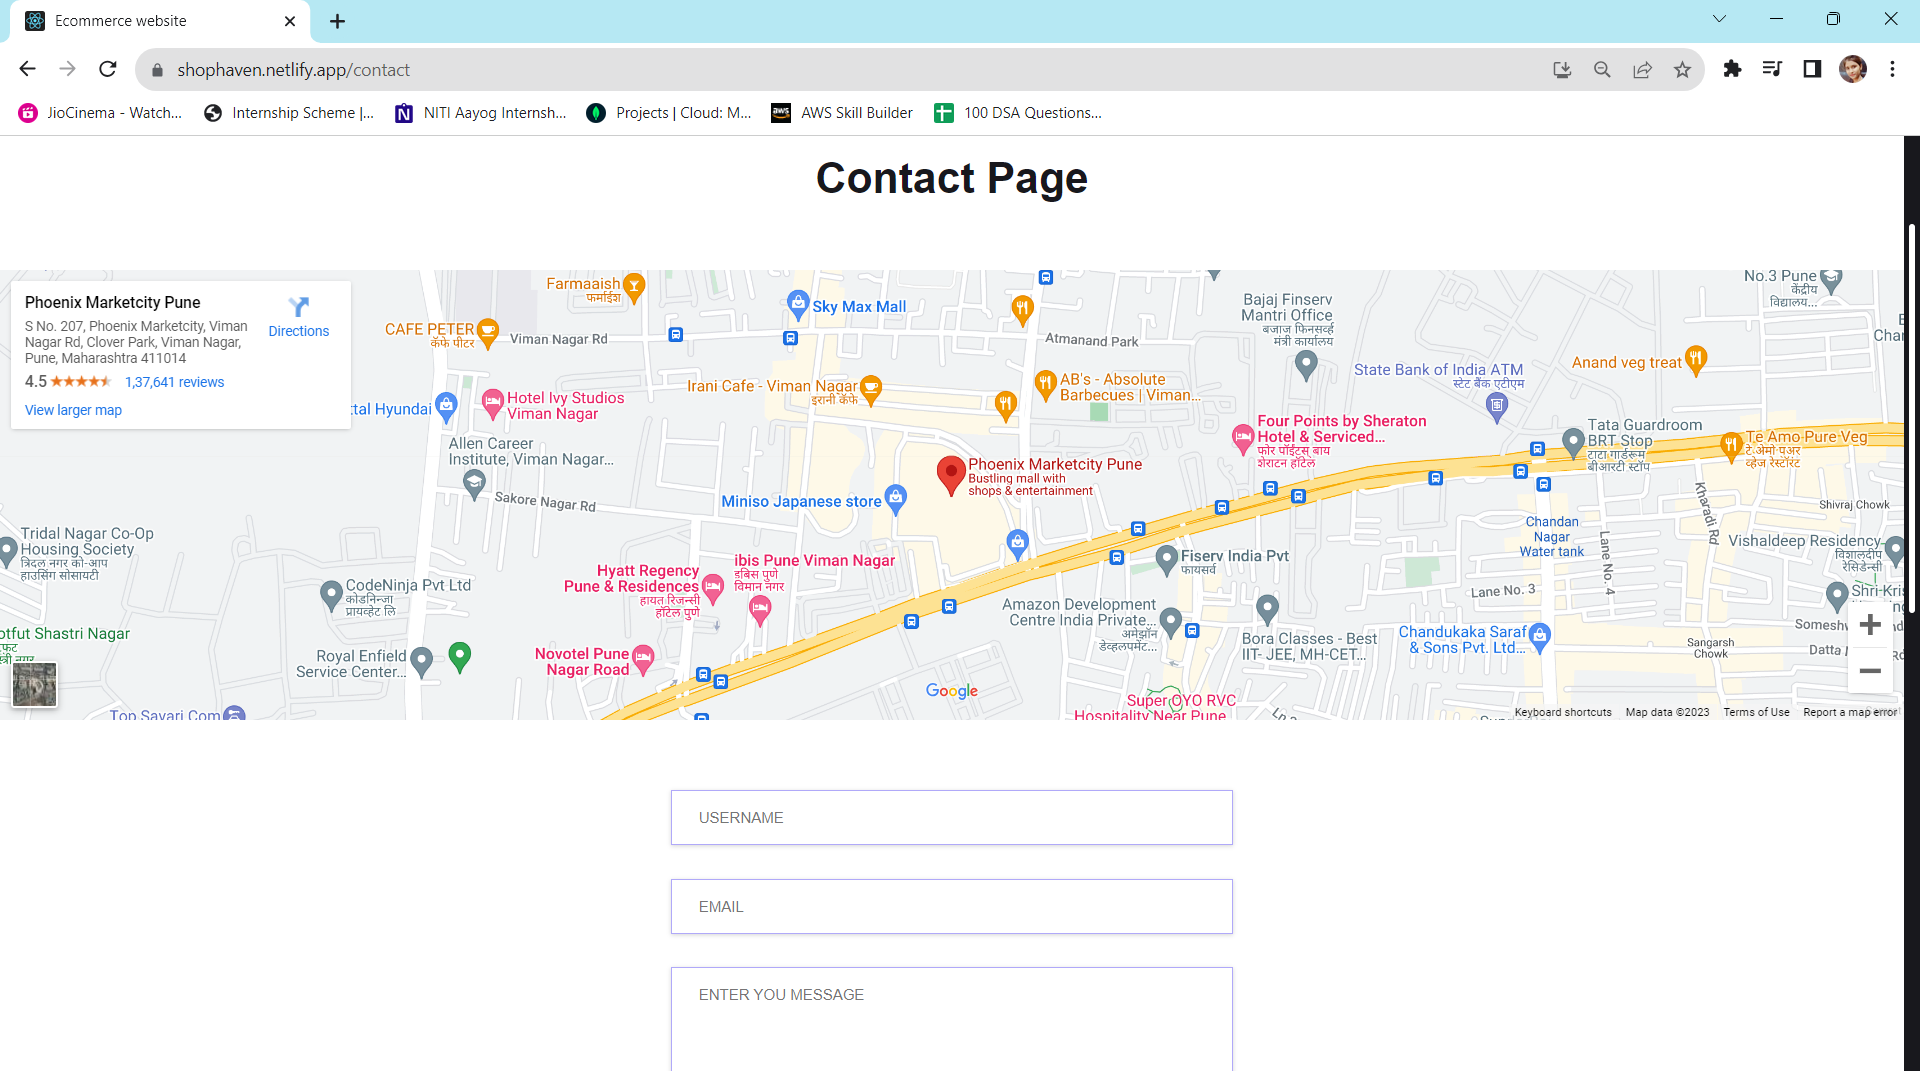 Ecommerce website
shophaven.netlify.app/contact
JioCinema - Watch...
Internship Scheme |...
NITI Aayog Internsh...
Projects | Cloud: M...
aws
AWS Skill Builder
100 DSA Questions...
Contact Page
Phoenix Marketcity Pune
S No. 207, Phoenix Marketcity, Viman
Nagar Rd, Clover Park, Viman Nagar,
Pune, Maharashtra 411014
4.5
1,37,641 reviews
View larger map
Directions
Farmaaish
फर्माईश
CAFE PETER
कॅफे पीटर
Viman Nagar Rd
Sky Max Mall
Atmanand Park
Bajaj Finserv
Mantri Office
बजाज फिनसर्व्ह
मंत्री कार्यालय
No.3 Pune
केंद्रीय
विद्यालय...
Anand veg treat
State Bank of India ATM
स्टेट बँक एटीएम
Irani Cafe - Viman Nagar
इरानी कॅफे
AB's - Absolute
Barbecues | Viman...
Hotel Ivy Studios
Viman Nagar
Hyundai
Allen Career
Institute, Viman Nagar...
Four Points by Sheraton
Hotel & Serviced...
फोर पॉईंट्स बाय
शेराटन हॉटेल
Tata Guardroom
BRT Stop
टाटा गार्डरूम
बीआरटी स्टॉप
Te Amo Pure Veg
टे अमो प्युअर
व्हेज रेस्टॉरंट
Phoenix Marketcity Pune
Bustling mall with
shops & entertainment
Miniso Japanese store
Sakore Nagar Rd
Kharadi Rd
Shivraj Chowk
Chandan
Nagar
Water tank
Lane No. 4
Vishaldeep Residency
विशालदीप
रेसिडेन्सी
Tridal Nagar Co-Op
Housing Society
त्रिदल नगर को-आप
हाउसिंग सोसायटी
ibis Pune Viman Nagar
इबिस पुणे
विमान नगर
Hyatt Regency
Pune & Residences
हायत रिजन्सी
हॉटेल पुणे
Fiserv India Pvt
फायसर्व
CodeNinja Pvt Ltd
कोडनिन्जा
प्रायव्हेट लि
Lane No. 3
Amazon Development
Centre India Private...
अमेझॉन
डेव्हलपमेंट...
Bora Classes - Best
IIT- JEE, MH-CET...
Chandukaka Saraf
& Sons Pvt. Ltd...
Sangarsh
Chowk
Datta
Shastri Nagar
Royal Enfield
Service Center...
Novotel Pune
Nagar Road
Google
Super OYO RVC
Hospitality Near Pune
Top Savari Com
Keyboard shortcuts
Map data ©2023
Terms of Use
Report a map error
USERNAME
EMAIL
ENTER YOU MESSAGE